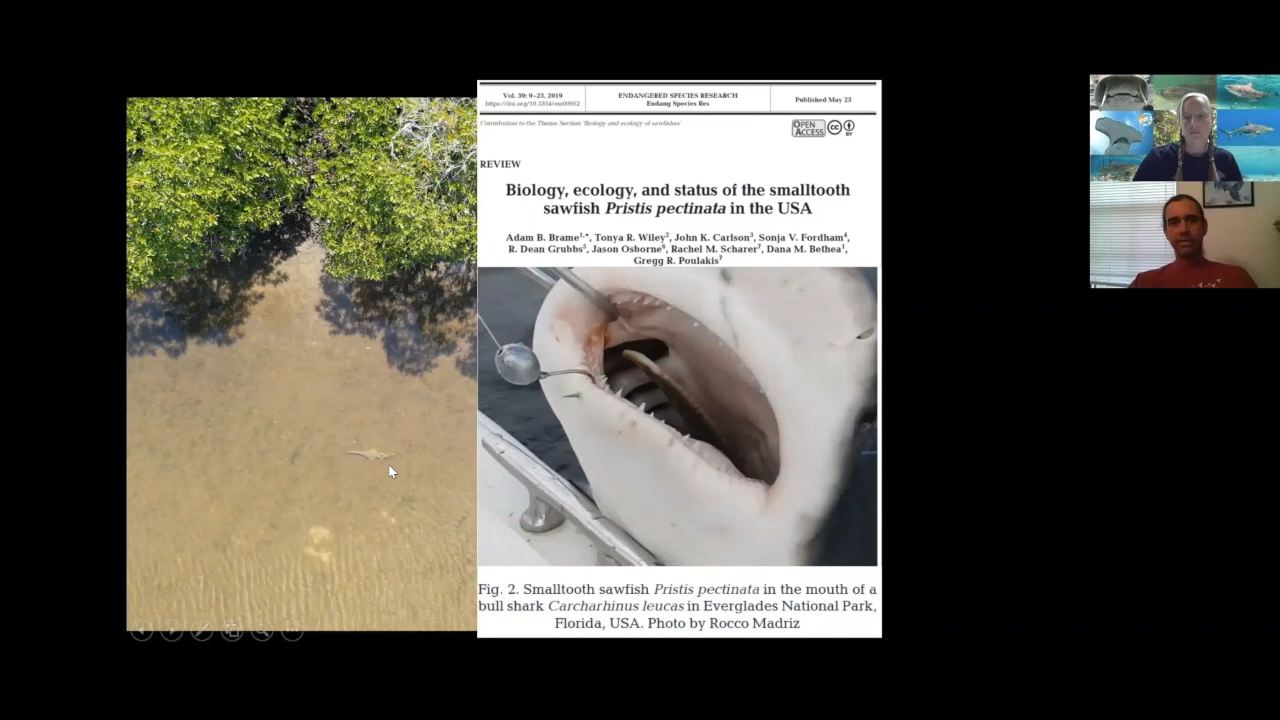 Vol. 39: 9–23, 2019
https://doi.org/10.3354/esr00952
ENDANGERED SPECIES RESEARCH
Endang Species Res
Published May 23
Contribution to the Theme Section ‘Biology and ecology of sawfishes’
OPEN
ACCESS
CC
BY
REVIEW
Biology, ecology, and status of the smalltooth
sawfish Pristis pectinata in the USA
Adam B. Brame1,*, Tonya R. Wiley2, John K. Carlson3, Sonja V. Fordham4,
R. Dean Grubbs5, Jason Osborne6, Rachel M. Scharer7, Dana M. Bethea1,
Gregg R. Poulakis7
Fig. 2. Smalltooth sawfish Pristis pectinata in the mouth of a
bull shark Carcharhinus leucas in Everglades National Park,
Florida, USA. Photo by Rocco Madriz